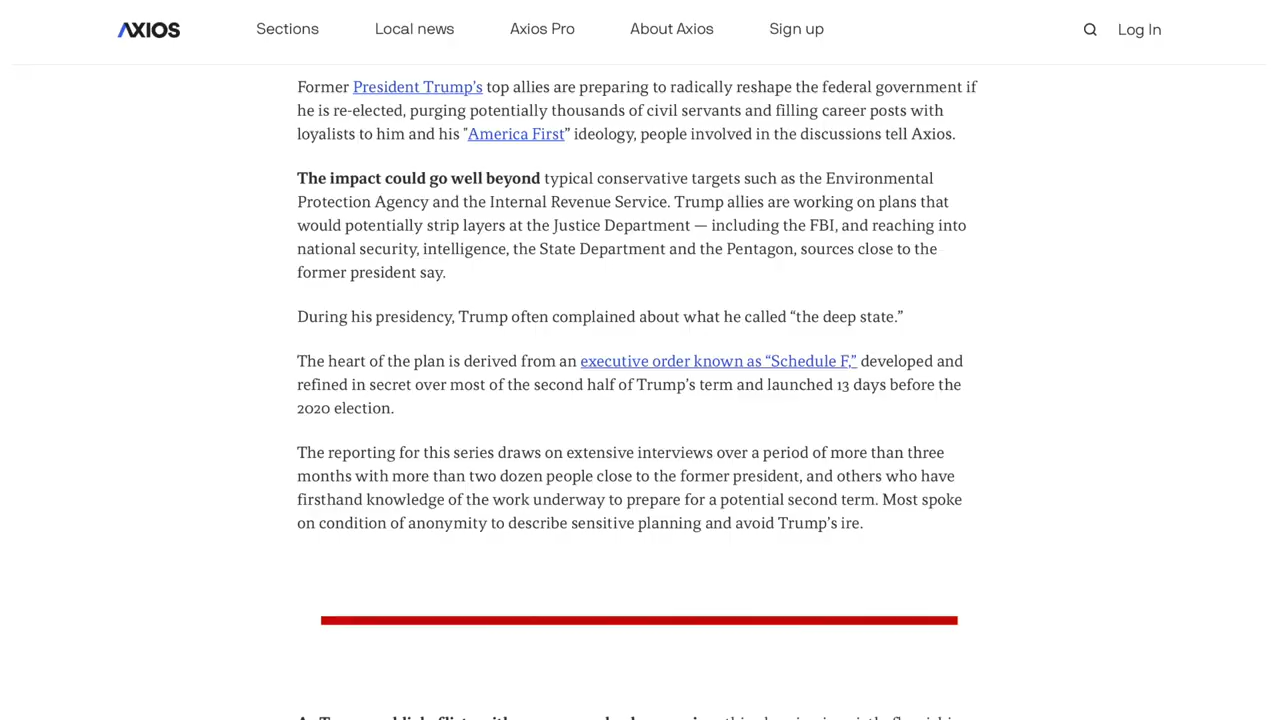 AXIOS
Sections
Local news
Axios Pro
About Axios
Sign up
Log In
Former President Trump's top allies are preparing to radically reshape the federal government if
he is re-elected, purging potentially thousands of civil servants and filling career posts with
loyalists to him and his "America First” ideology, people involved in the discussions tell Axios.
The impact could go well beyond typical conservative targets such as the Environmental
Protection Agency and the Internal Revenue Service. Trump allies are working on plans that
would potentially strip layers at the Justice Department — including the FBI, and reaching into
national security, intelligence, the State Department and the Pentagon, sources close to the
former president say.
During his presidency, Trump often complained about what he called “the deep state.”
The heart of the plan is derived from an executive order known as “Schedule F,” developed and
refined in secret over most of the second half of Trump’s term and launched 13 days before the
2020 election.
The reporting for this series draws on extensive interviews over a period of more than three
months with more than two dozen people close to the former president, and others who have
firsthand knowledge of the work underway to prepare for a potential second term. Most spoke
on condition of anonymity to describe sensitive planning and avoid Trump’s ire.